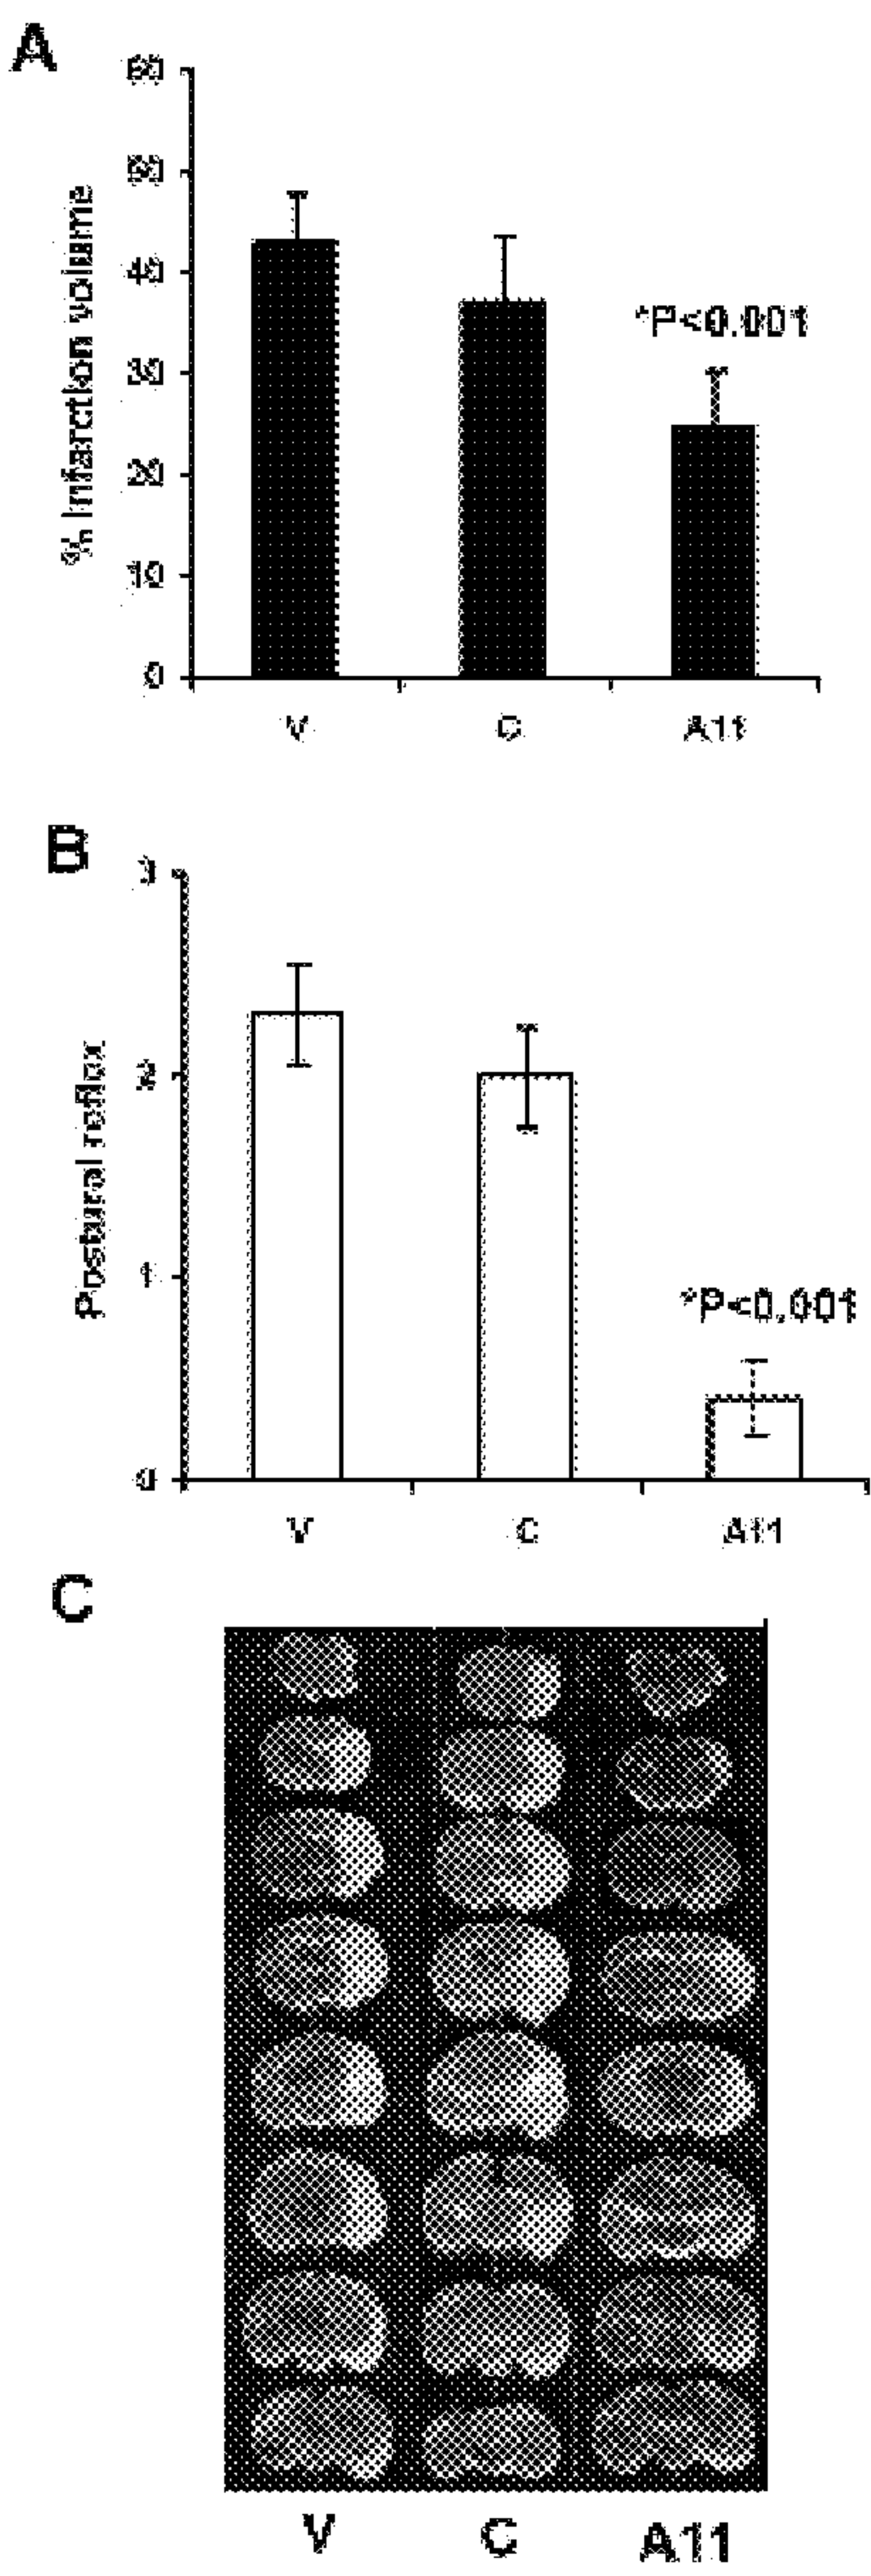 A
60
50
40
30
20
10
0
% Infarction volume
*P<0.001
V C A11
B
3
2
1
0
Postural reflex
*P<0.001
V C A11
C
V C A11